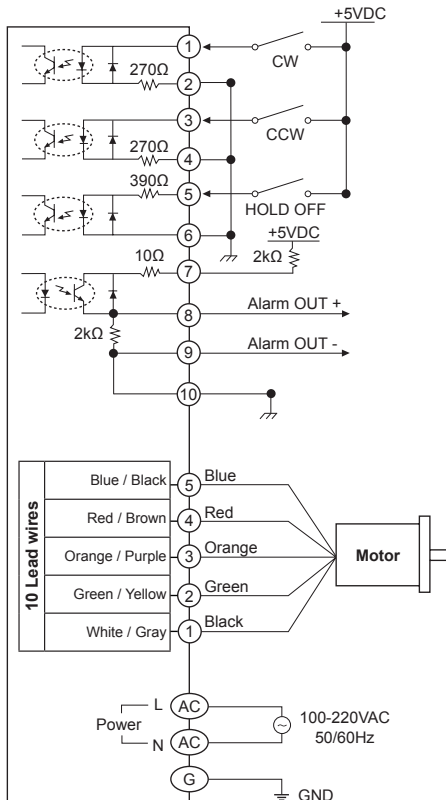 +5VDC
1
CW
270Ω
2
3
CCW
270Ω
4
390Ω
5
HOLD OFF
6
+5VDC
10Ω
7
2kΩ
8
Alarm OUT +
2kΩ
9
Alarm OUT -
10
10 Lead wires
Blue / Black
5
Blue
Red / Brown
4
Red
Orange / Purple
3
Orange
Motor
Green / Yellow
2
Green
White / Gray
1
Black
Power
L
AC
100-220VAC
50/60Hz
N
AC
G
GND